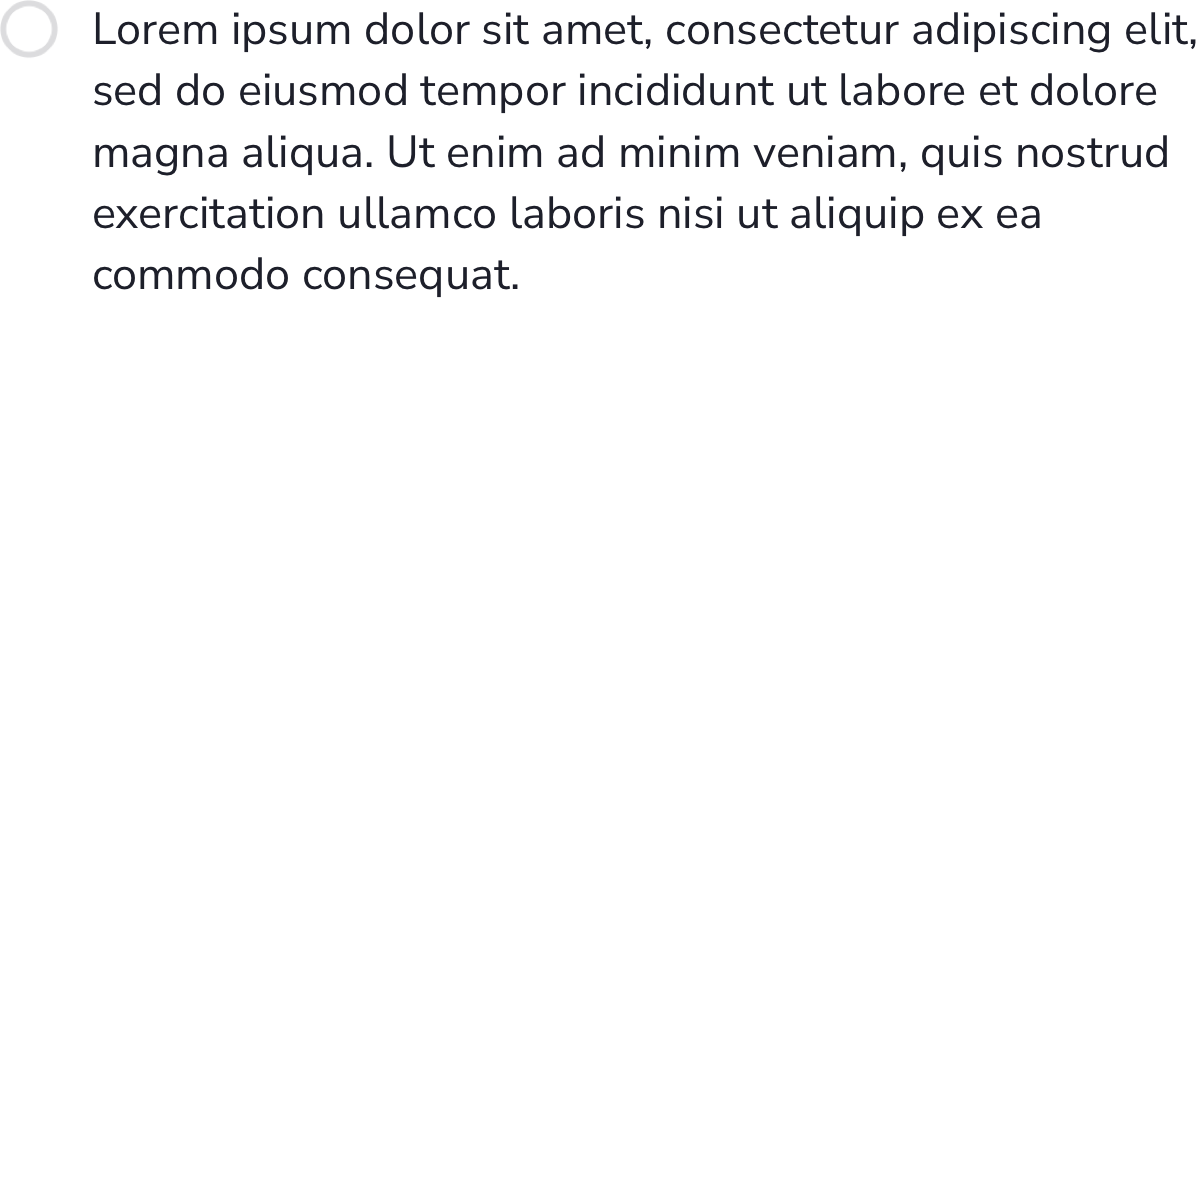 Lorem ipsum dolor sit amet, consectetur adipiscing elit,
sed do eiusmod tempor incididunt ut labore et dolore
magna aliqua. Ut enim ad minim veniam, quis nostrud
exercitation ullamco laboris nisi ut aliquip ex ea
commodo consequat.